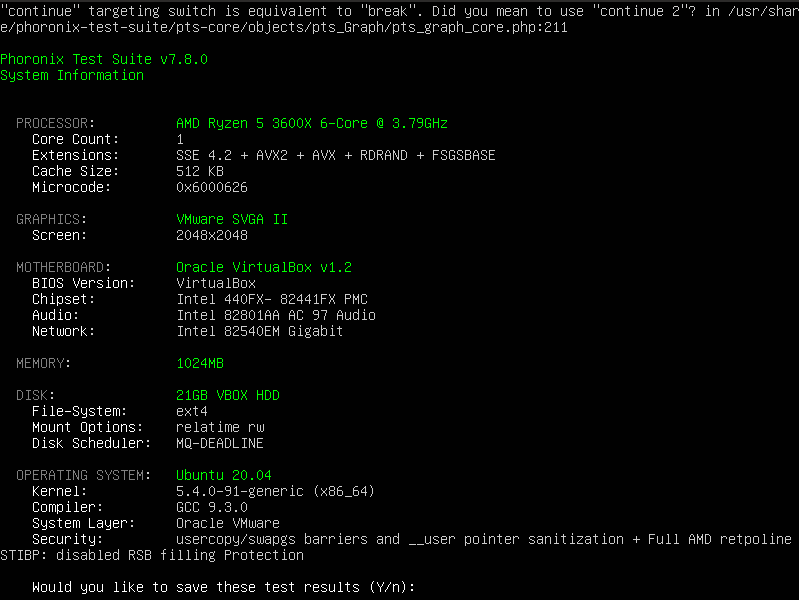 "continue" targeting switch is equivalent to "break". Did you mean to use "continue 2"? in /usr/shar
e/phoronix-test-suite/pts-core/objects/pts_Graph/pts_graph_core.php:211
Phoronix Test Suite v7.8.0
System Information
PROCESSOR: AMD Ryzen 5 3600X 6-Core @ 3.79GHz
Core Count: 1
Extensions: SSE 4.2 + AVX2 + AVX + RDRAND + FSGSBASE
Cache Size: 512 KB
Microcode: 0x6000626
GRAPHICS: VMware SVGA II
Screen: 2048x2048
MOTHERBOARD: Oracle VirtualBox v1.2
BIOS Version: VirtualBox
Chipset: Intel 440FX- 82441FX PMC
Audio: Intel 82801AA AC 97 Audio
Network: Intel 82540EM Gigabit
MEMORY: 1024MB
DISK: 21GB VBOX HDD
File-System: ext4
Mount Options: relatime rw
Disk Scheduler: MQ-DEADLINE
OPERATING SYSTEM: Ubuntu 20.04
Kernel: 5.4.0-91-generic (x86_64)
Compiler: GCC 9.3.0
System Layer: Oracle VMware
Security: usercopy/swapgs barriers and __user pointer sanitization + Full AMD retpoline
STIBP: disabled RSB filling Protection
Would you like to save these test results (Y/n):